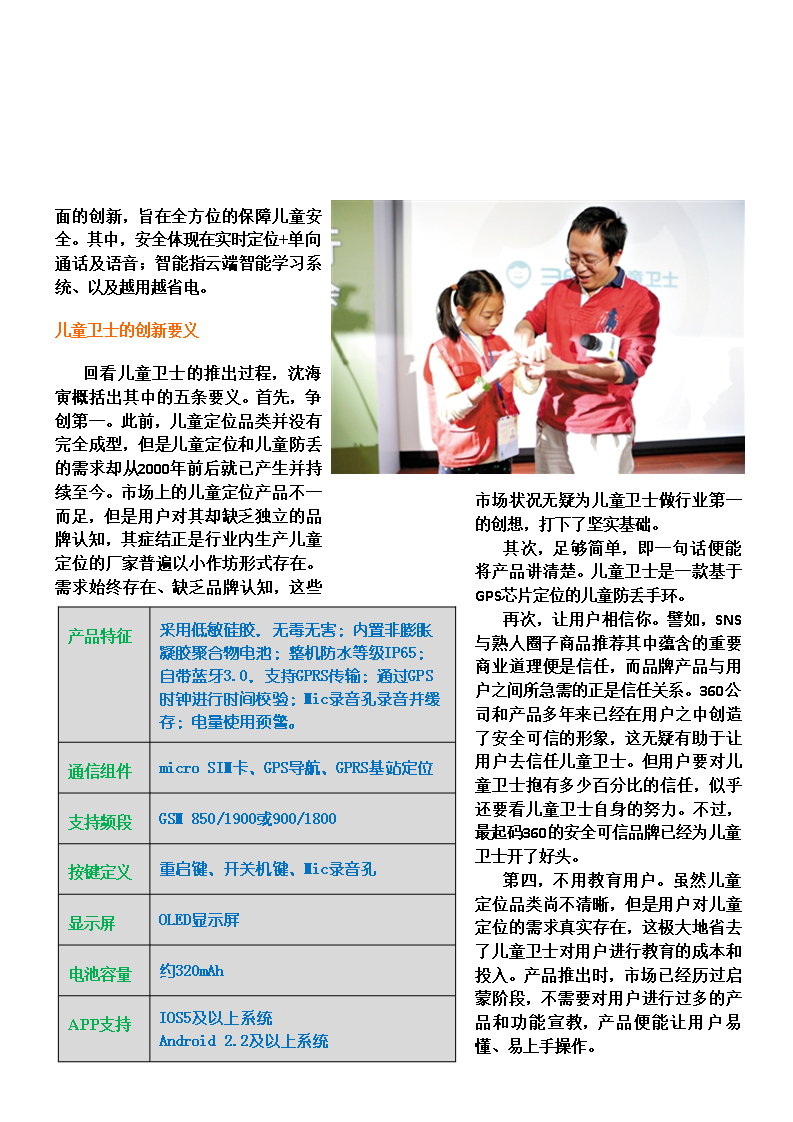 面的创新，旨在全方位的保障儿童安
全。其中，安全体现在实时定位+单向
通话及语音；智能指云端智能学习系
统、以及越用越省电。
儿童卫士的创新要义
回看儿童卫士的推出过程，沈海
寅概括出其中的五条要义。首先，争
创第一。此前，儿童定位品类并没有
完全成型，但是儿童定位和儿童防丢
的需求却从2000年前后就已产生并持
续至今。市场上的儿童定位产品不一
而足，但是用户对其却缺乏独立的品
牌认知，其症结正是行业内生产儿童
定位的厂家普遍以小作坊形式存在。
需求始终存在、缺乏品牌认知，这些
童卫士
市场状况无疑为儿童卫士做行业第一
的创想，打下了坚实基础。
其次，足够简单，即一句话便能
将产品讲清楚。儿童卫士是一款基于
GPS芯片定位的儿童防丢手环。
再次，让用户相信你。譬如，SNS
与熟人圈子商品推荐其中蕴含的重要
商业道理便是信任，而品牌产品与用
户之间所急需的正是信任关系。360公
司和产品多年来已经在用户之中创造
了安全可信的形象，这无疑有助于让
用户去信任儿童卫士。但用户要对儿
童卫士抱有多少百分比的信任，似乎
还要看儿童卫士自身的努力。不过，
最起码360的安全可信品牌已经为儿童
卫士开了好头。
第四，不用教育用户。虽然儿童
定位品类尚不清晰，但是用户对儿童
定位的需求真实存在，这极大地省去
了儿童卫士对用户进行教育的成本和
投入。产品推出时，市场已经历过启
蒙阶段，不需要对用户进行过多的产
品和功能宣教，产品便能让用户易
懂、易上手操作。
产品特征 采用低敏硅胶，无毒无害；内置非膨胀
凝胶聚合物电池；整机防水等级IP65；
自带蓝牙3.0，支持GPRS传输；通过GPS
时钟进行时间校验；Mic录音孔录音并缓
存；电量使用预警。
通信组件 micro SIM卡、GPS导航、GPRS基站定位
支持频段 GSM 850/1900或900/1800
按键定义 重启键、开关机键、Mic录音孔
显示屏 OLED显示屏
电池容量 约320mAh
APP支持 IOS5及以上系统
Android 2.2及以上系统